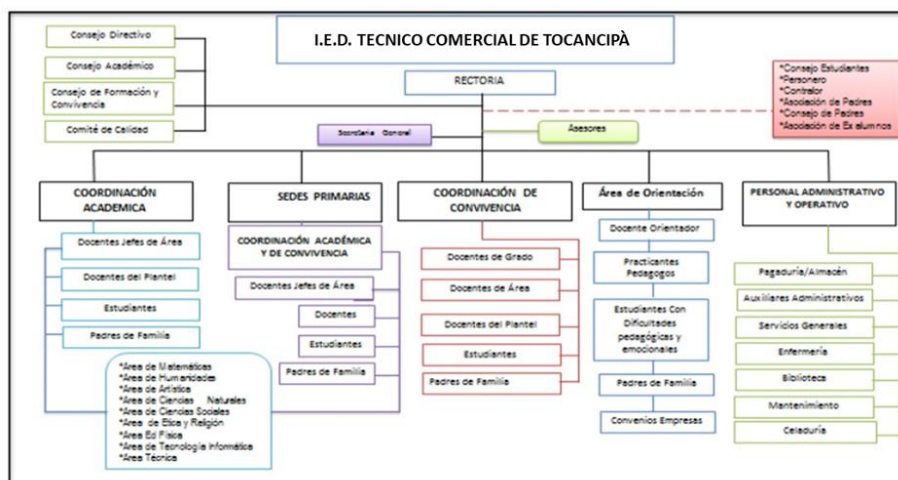 I.E.D. TECNICO COMERCIAL DE TOCANCIPÀ
RECTORIA
Consejo Directivo
Consejo Académico
Consejo de Formación y
Convivencia
Comité de Calidad
*Consejo Estudiantes
*Personero
*Contralor
*Asociación de Padres
*Consejo de Padres
*Asociación de Exalumnos
Secretaria General
Asesores
COORDINACIÓN
ACADEMICA
Docentes Jefes de Área
Docentes del Plantel
Estudiantes
Padres de Familia
*Area de Matemáticas
*Area de Humanidades
*Area de Artística
*Area de Ciencias Naturales
*Area de Ciencias Sociales
*Area de Etica y Religión
*Area Ed Física
*Area de Tecnología Informática
*Area Técnica
SEDES PRIMARIAS
COORDINACIÓN ACADÉMICA
Y DE CONVIVENCIA
Docentes Jefes de Área
Docentes
Estudiantes
Padres de Familia
COORDINACIÓN DE
CONVIVENCIA
Docentes de Grado
Docentes de Área
Docentes del Plantel
Estudiantes
Padres de Familia
Área de Orientación
Docente Orientador
Practicantes
Pedagogos
Estudiantes Con
Dificultades
pedagógicas y
emocionales
Padres de Familia
Convenios Empresas
PERSONAL ADMINISTRATIVO
Y OPERATIVO
Pagaduría/Almacén
Auxiliares Administrativos
Servicios Generales
Enfermería
Biblioteca
Mantenimiento
Celaduría